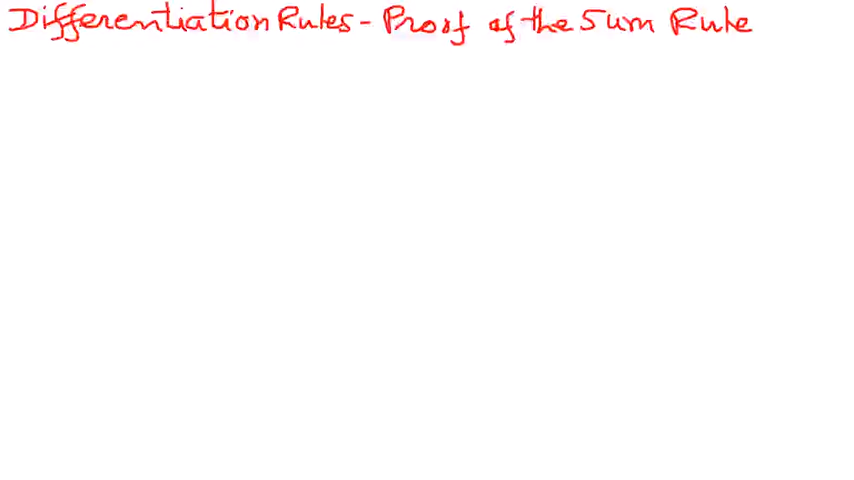 Differentiation Rules - Proof of the Sum Rule